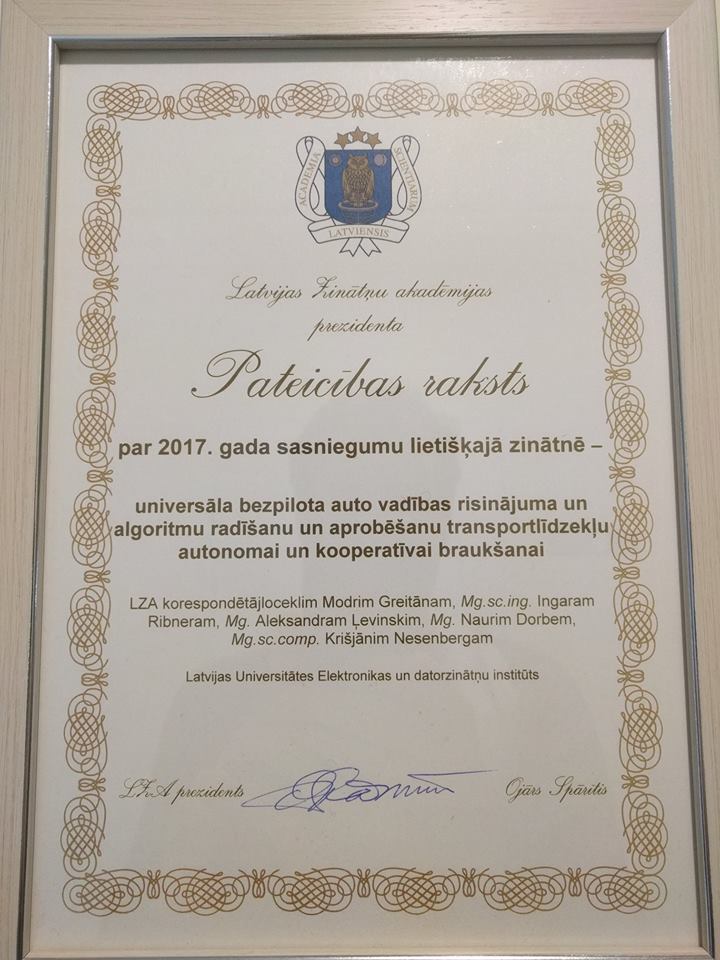 ACADEMIA SCIENTIARUM
LATVIENSIS
Latvijas Zinātņu akadēmijas
prezidenta
Pateicības raksts
par 2017. gada sasniegumu lietišķajā zinātnē –
universāla bezpilota auto vadības risinājuma un
algoritmu radīšanu un aprobēšanu transportlīdzekļu
autonomai un kooperatīvai braukšanai
LZA korespondētājloceklim Modrim Greitānam, Mg.sc.ing. Ingaram
Ribneram, Mg. Aleksandram Ļevinskim, Mg. Naurim Dorbem,
Mg.sc.comp. Krišjānim Nesenbergam
Latvijas Universitātes Elektronikas un datorzinātņu institūts
LZA prezidents Ojārs Spārītis